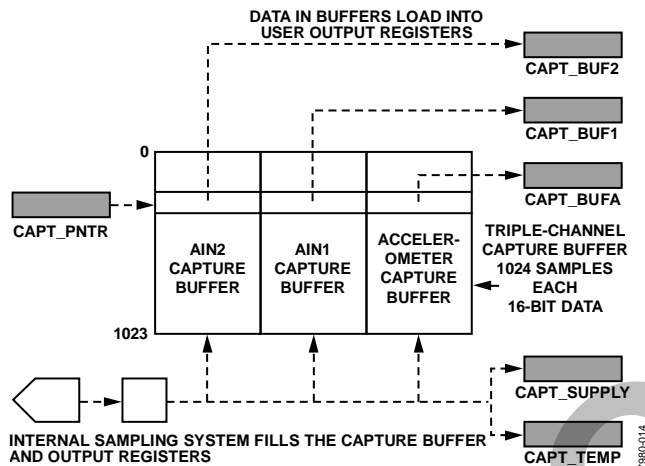 DATA IN BUFFERS LOAD INTO
USER OUTPUT REGISTERS
CAPT_BUF2
CAPT_BUF1
0
CAPT_BUFA
CAPT_PNTR
AIN2
CAPTURE
BUFFER
AIN1
CAPTURE
BUFFER
ACCELER-
OMETER
CAPTURE
BUFFER
TRIPLE-CHANNEL
CAPTURE BUFFER
1024 SAMPLES
EACH
16-BIT DATA
1023
CAPT_SUPPLY
INTERNAL SAMPLING SYSTEM FILLS THE CAPTURE BUFFER
AND OUTPUT REGISTERS
CAPT_TEMP
7980-014